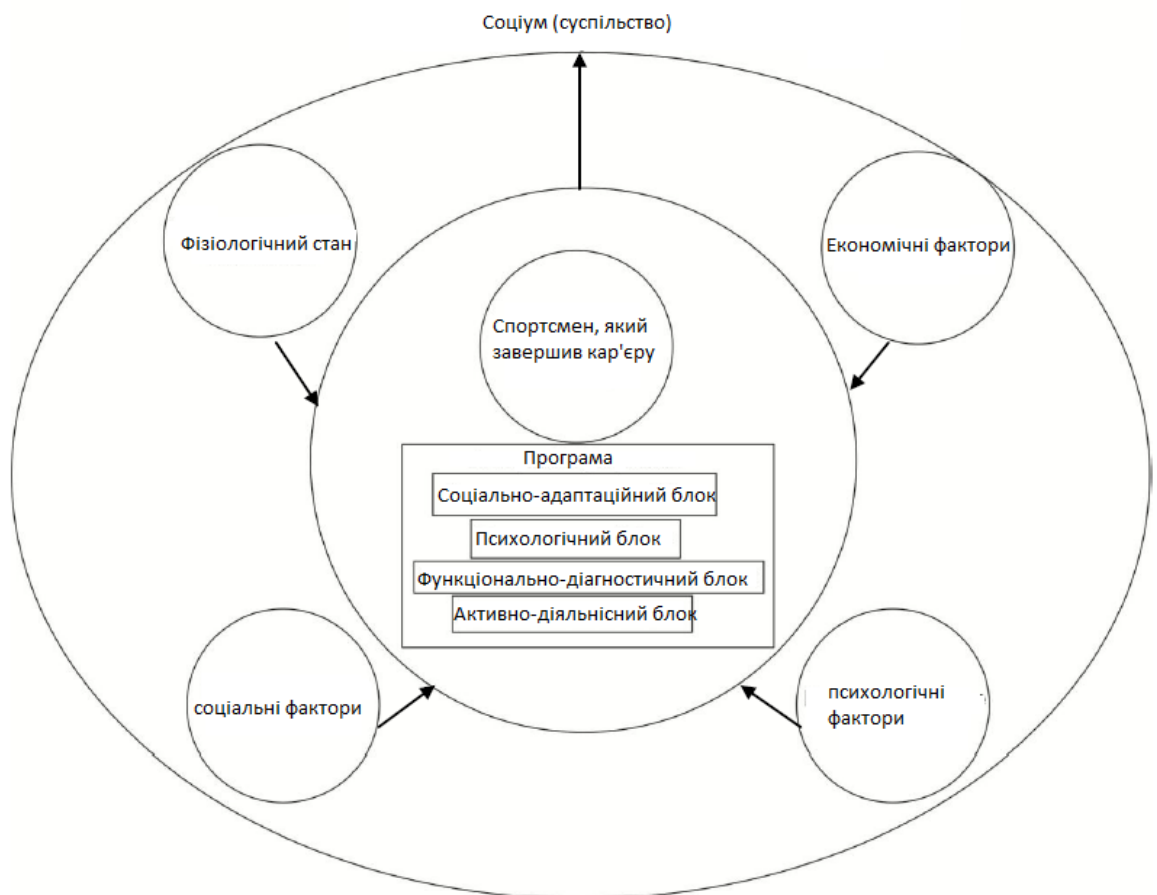 Соціум (суспільство)
Фізіологічний стан
Економічні фактори
Спортсмен, який
завершив кар'єру
Програма
Соціально-адаптаційний блок
Психологічний блок
Функціонально-діагностичний блок
Активно-діяльнісний блок
соціальні фактори
психологічні
фактори